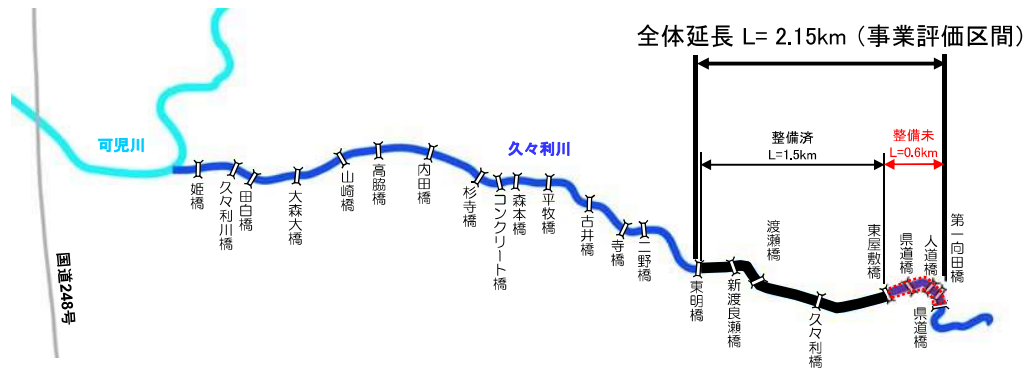 全体延長 L= 2.15km（事業評価区間）
整備済
L=1.5km
整備未
L=0.6km
可児川
久々利川
国道248号
姫橋
久々利川橋
田白橋
大森大橋
山崎橋
高脇橋
内田橋
杉寺橋
コンクリート橋
森本橋
平牧橋
古井橋
寺橋
二野橋
東明橋
新渡良瀬橋
渡瀬橋
久々利橋
東屋敷橋
県道橋
県道橋
人道橋
第一向田橋